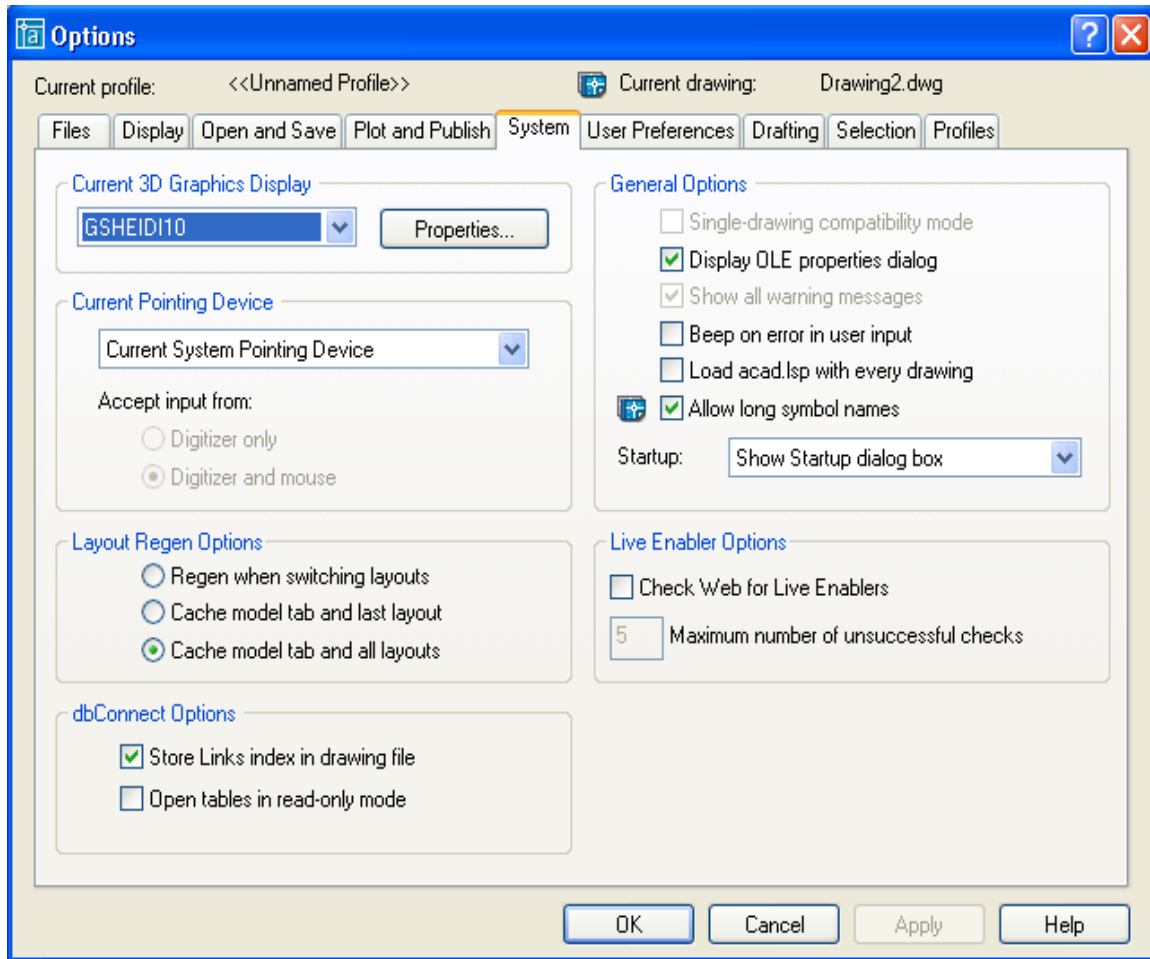 Options
Current profile: <<Unnamed Profile>> Current drawing: Drawing2.dwg
Files Display Open and Save Plot and Publish System User Preferences Drafting Selection Profiles
Current 3D Graphics Display
GSHEIDI10 Properties...
Current Pointing Device
Current System Pointing Device
Accept input from:
Digitizer only
Digitizer and mouse
Layout Regen Options
Regen when switching layouts
Cache model tab and last layout
Cache model tab and all layouts
dbConnect Options
Store Links index in drawing file
Open tables in read-only mode
General Options
Single-drawing compatibility mode
Display OLE properties dialog
Show all warning messages
Beep on error in user input
Load acad.lsp with every drawing
Allow long symbol names
Startup: Show Startup dialog box
Live Enabler Options
Check Web for Live Enablers
5 Maximum number of unsuccessful checks
OK Cancel Apply Help